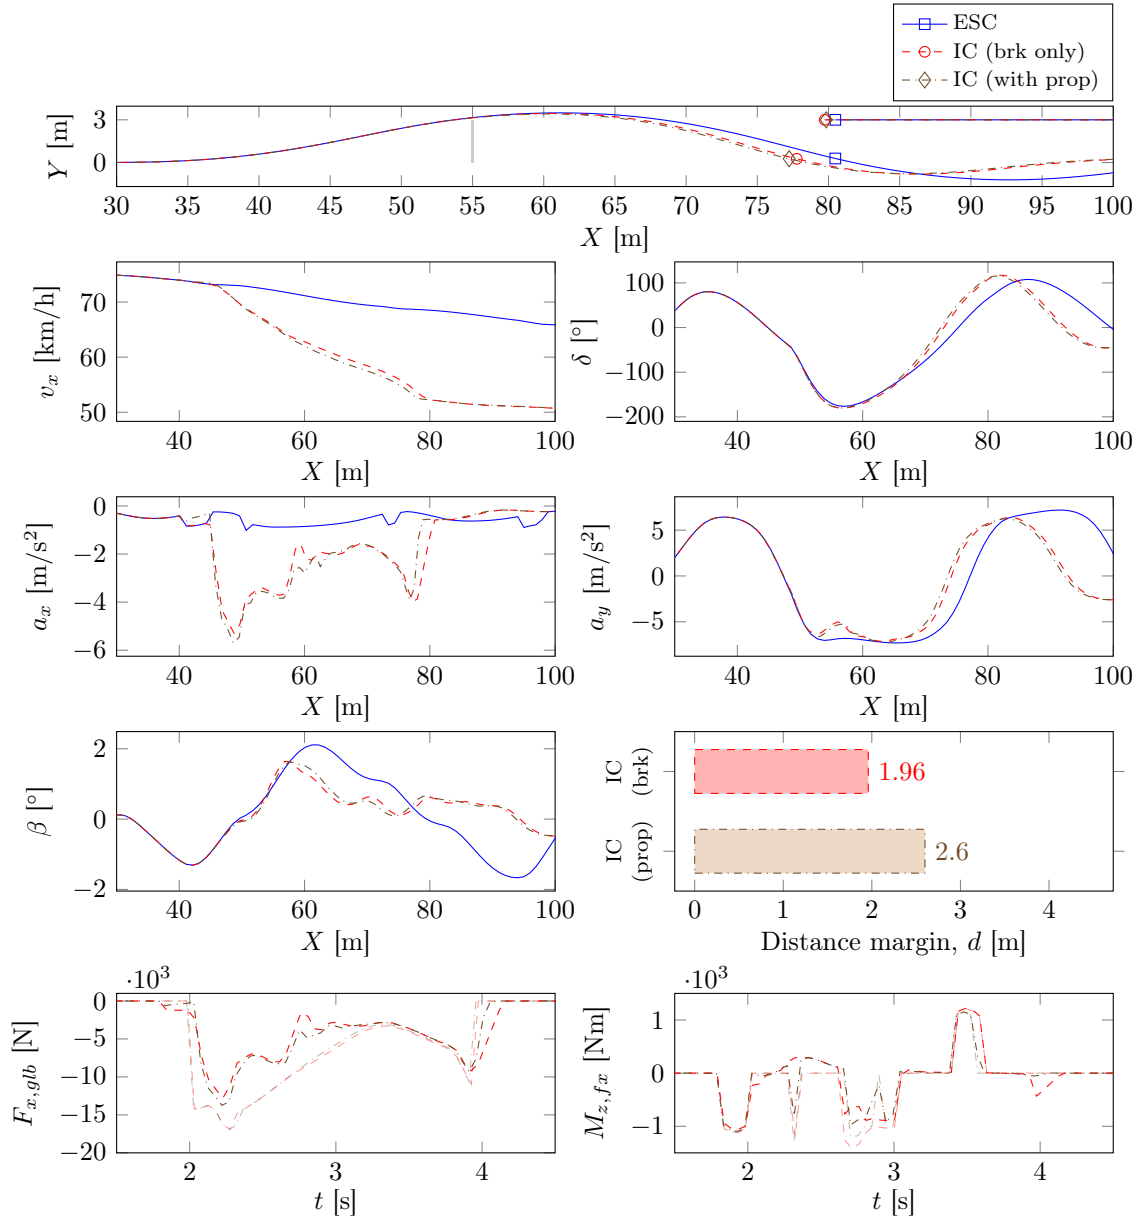 ESC
IC (brk only)
IC (with prop)
Y [m]
3
0
30 35 40 45 50 55 60 65 70 75 80 85 90 95 100
X [m]
v_x [km/h]
70
60
50
40 60 80 100
X [m]
δ [°]
100
0
−100
−200
40 60 80 100
X [m]
a_x [m/s²]
0
−2
−4
−6
40 60 80 100
X [m]
a_y [m/s²]
5
0
−5
40 60 80 100
X [m]
β [°]
2
0
−2
40 60 80 100
X [m]
IC
(brk)
1.96
IC
(prop)
2.6
0 1 2 3 4
Distance margin, d [m]
·10³
F_{x,glb} [N]
0
−5
−10
−15
−20
2 3 4
t [s]
·10³
M_{z,fx} [Nm]
1
0
−1
2 3 4
t [s]